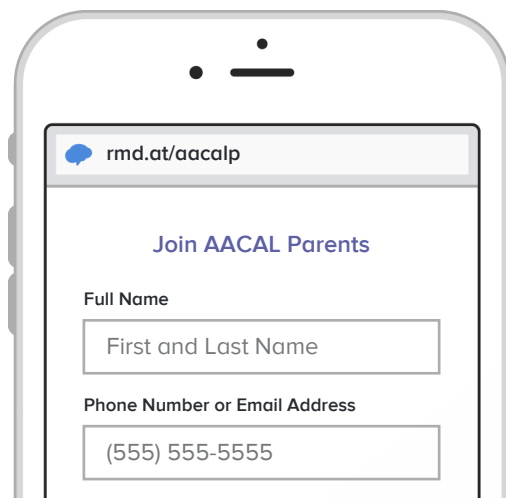 rmd.at/aacalp
Join AACAL Parents
Full Name
First and Last Name
Phone Number or Email Address
(555) 555-5555